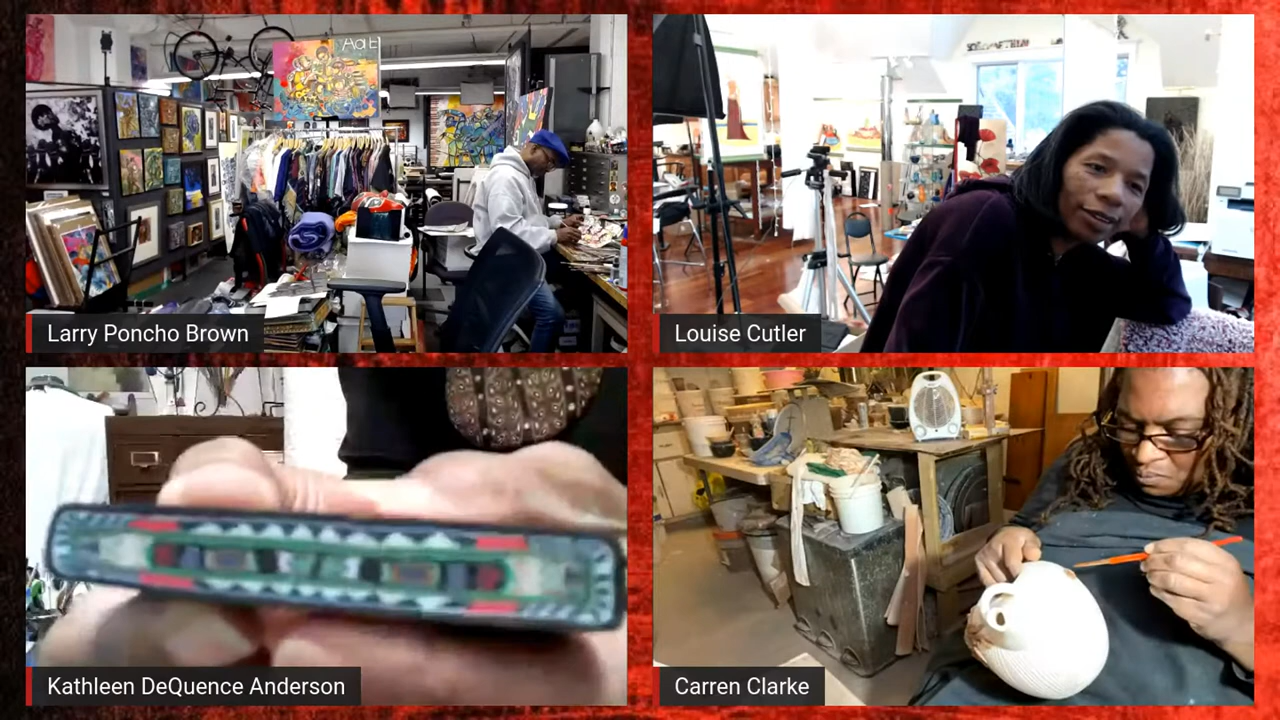 Larry Poncho Brown
Louise Cutler
Kathleen DeQuence Anderson
Carren Clarke